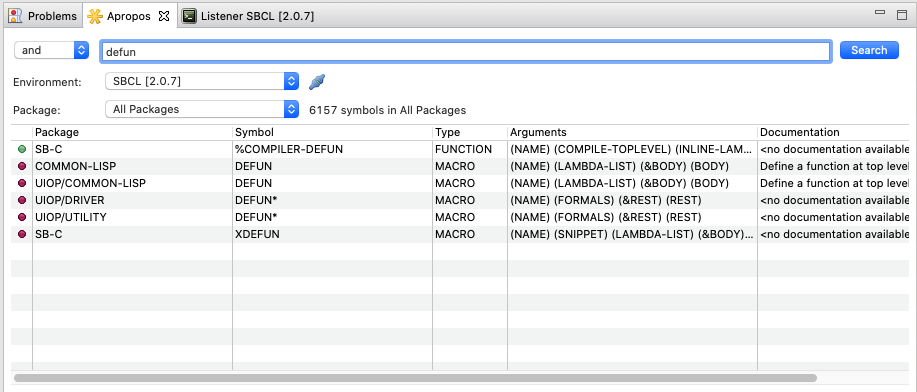 Problems Apropos Listener SBCL [2.0.7]
and defun Search
Environment: SBCL [2.0.7]
Package: All Packages 6157 symbols in All Packages
Package Symbol Type Arguments Documentation
SB-C %COMPILER-DEFUN FUNCTION (NAME) (COMPILE-TOPLEVEL) (INLINE-LAM... <no documentation available
COMMON-LISP DEFUN MACRO (NAME) (LAMBDA-LIST) (&BODY) (BODY) Define a function at top level
UIOP/COMMON-LISP DEFUN MACRO (NAME) (LAMBDA-LIST) (&BODY) (BODY) Define a function at top level
UIOP/DRIVER DEFUN* MACRO (NAME) (FORMALS) (&REST) (REST) <no documentation available
UIOP/UTILITY DEFUN* MACRO (NAME) (FORMALS) (&REST) (REST) <no documentation available
SB-C XDEFUN MACRO (NAME) (SNIPPET) (LAMBDA-LIST) (&BODY)... <no documentation available